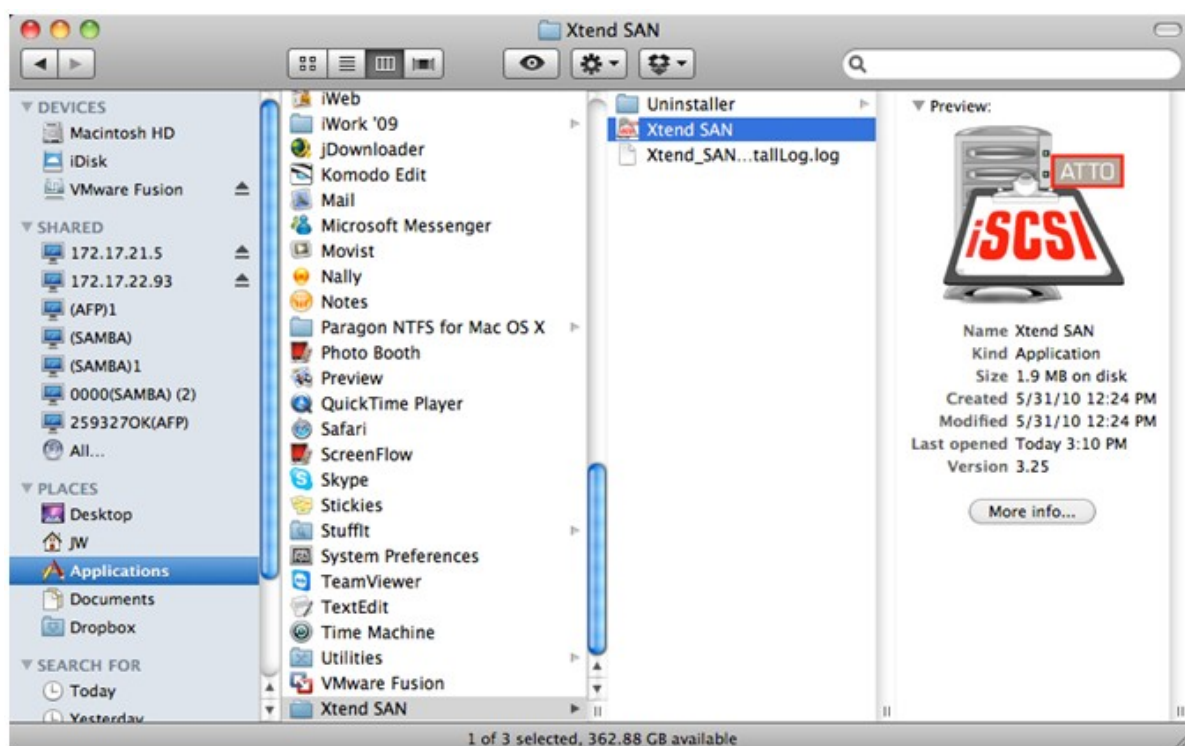 Xtend SAN
DEVICES
Macintosh HD
iDisk
VMware Fusion
SHARED
172.17.21.5
172.17.22.93
(AFP)1
(SAMBA)
(SAMBA)1
0000(SAMBA) (2)
259327OK(AFP)
All...
PLACES
Desktop
JW
Applications
Documents
Dropbox
SEARCH FOR
Today
Yesterday
iWeb
iWork '09
jDownloader
Komodo Edit
Mail
Microsoft Messenger
Movist
Nally
Notes
Paragon NTFS for Mac OS X
Photo Booth
Preview
QuickTime Player
Safari
ScreenFlow
Skype
Stickies
StuffIt
System Preferences
TeamViewer
TextEdit
Time Machine
Utilities
VMware Fusion
Xtend SAN
Uninstaller
Xtend SAN
Xtend_SAN...tallLog.log
Preview:
ATTO
iSCSI
Name Xtend SAN
Kind Application
Size 1.9 MB on disk
Created 5/31/10 12:24 PM
Modified 5/31/10 12:24 PM
Last opened Today 3:10 PM
Version 3.25
More info...
1 of 3 selected, 362.88 GB available